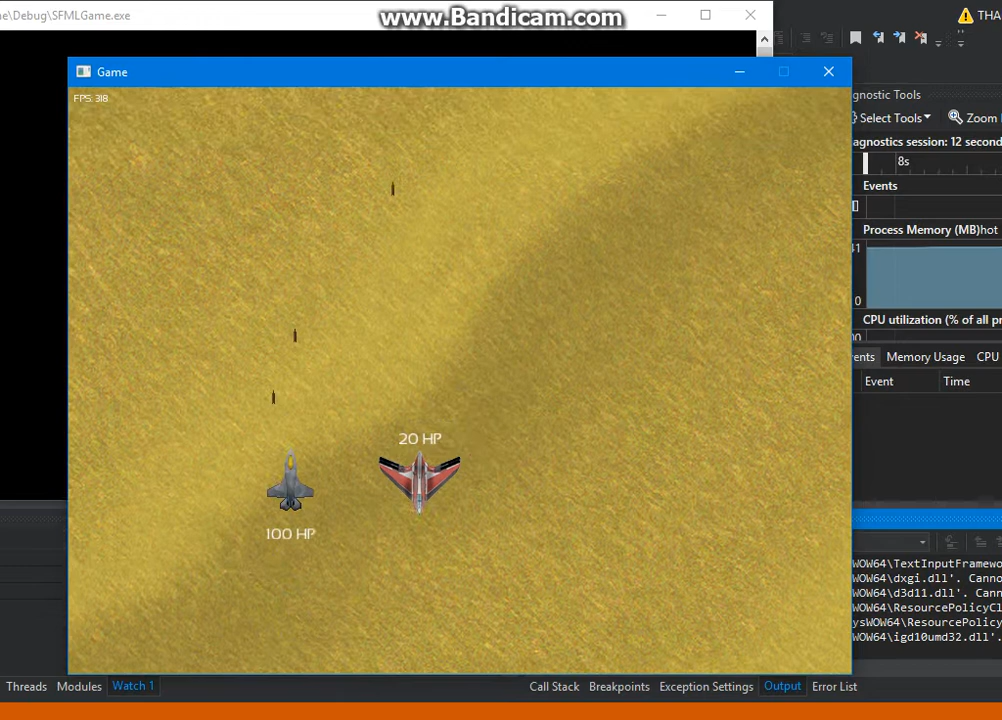 e\Debug\SFMLGame.exe
www.Bandicam.com
THA
Game
FPS: 318
gnostic Tools
Select Tools
Zoom
agnostics session: 12 second
8s
Events
Process Memory (MB)hot
41
0
CPU utilization (% of all pr
00
ents
Memory Usage
CPU
Event
Time
20 HP
100 HP
WOW64\TextInputFramewo
WOW64\dxgi.dll'. Canno
WOW64\d3d11.dll'. Cann
WOW64\ResourcePolicyCl
ysWOW64\ResourcePolicy
WOW64\igd10umd32.dll'.
Threads
Modules
Watch 1
Call Stack
Breakpoints
Exception Settings
Output
Error List